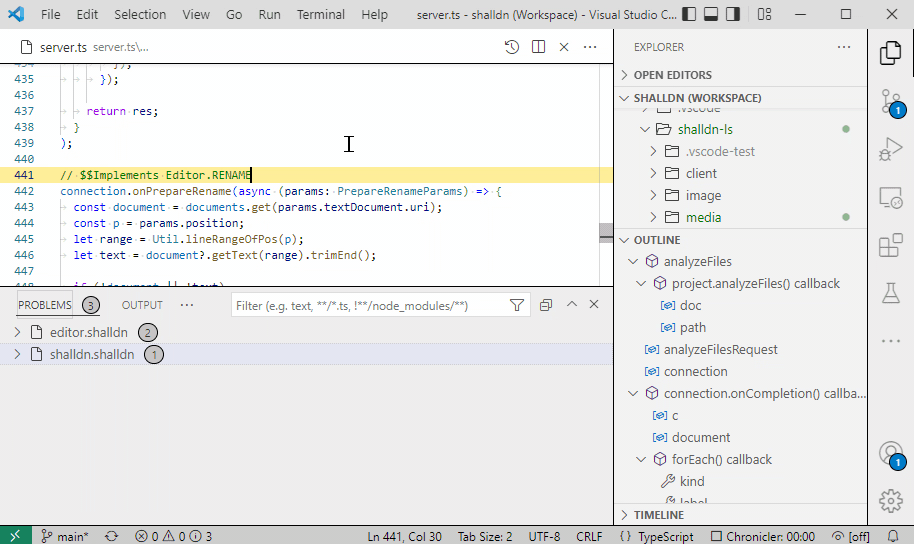 File Edit Selection View Go Run Terminal Help server.ts - shalldn (Workspace) - Visual Studio C...
server.ts server.ts\...
435 });
436
437 return res;
438 }
439 );
440
441 // $$Implements Editor.RENAME
442 connection.onPrepareRename(async (params: PrepareRenameParams) => {
443 const document = documents.get(params.textDocument.uri);
444 const p = params.position;
445 let range = Util.lineRangeOfPos(p);
446 let text = document?.getText(range).trimEnd();
447
PROBLEMS 3 OUTPUT ... Filter (e.g. text, **/*.ts, !**/node_modules/**)
editor.shalldn 2
shalldn.shalldn 1
EXPLORER ...
OPEN EDITORS
SHALLDN (WORKSPACE)
.vscode
shalldn-ls
.vscode-test
client
image
media
OUTLINE
analyzeFiles
project.analyzeFiles() callback
doc
path
analyzeFilesRequest
connection
connection.onCompletion() callba...
c
document
forEach() callback
kind
label
TIMELINE
1
1
main* 0 0 3 Ln 441, Col 30 Tab Size: 2 UTF-8 CRLF {} TypeScript Chronicler: 00:00 [off]